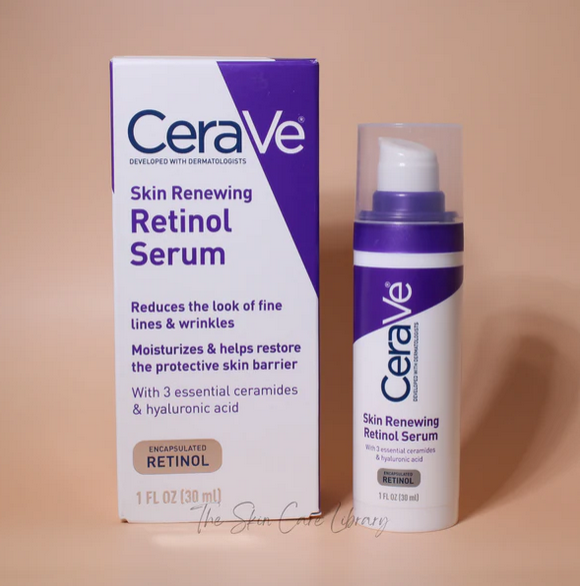 CeraVe®
DEVELOPED WITH DERMATOLOGISTS
Skin Renewing
Retinol
Serum
Reduces the look of fine
lines & wrinkles
Moisturizes & helps restore
the protective skin barrier
With 3 essential ceramides
& hyaluronic acid
ENCAPSULATED
RETINOL
1 FL OZ (30 ml)
CeraVe®
DEVELOPED WITH DERMATOLOGISTS
Skin Renewing
Retinol Serum
With 3 essential ceramides
& hyaluronic acid
ENCAPSULATED
RETINOL
1 FL OZ (30 ml)
The Skin Care Library